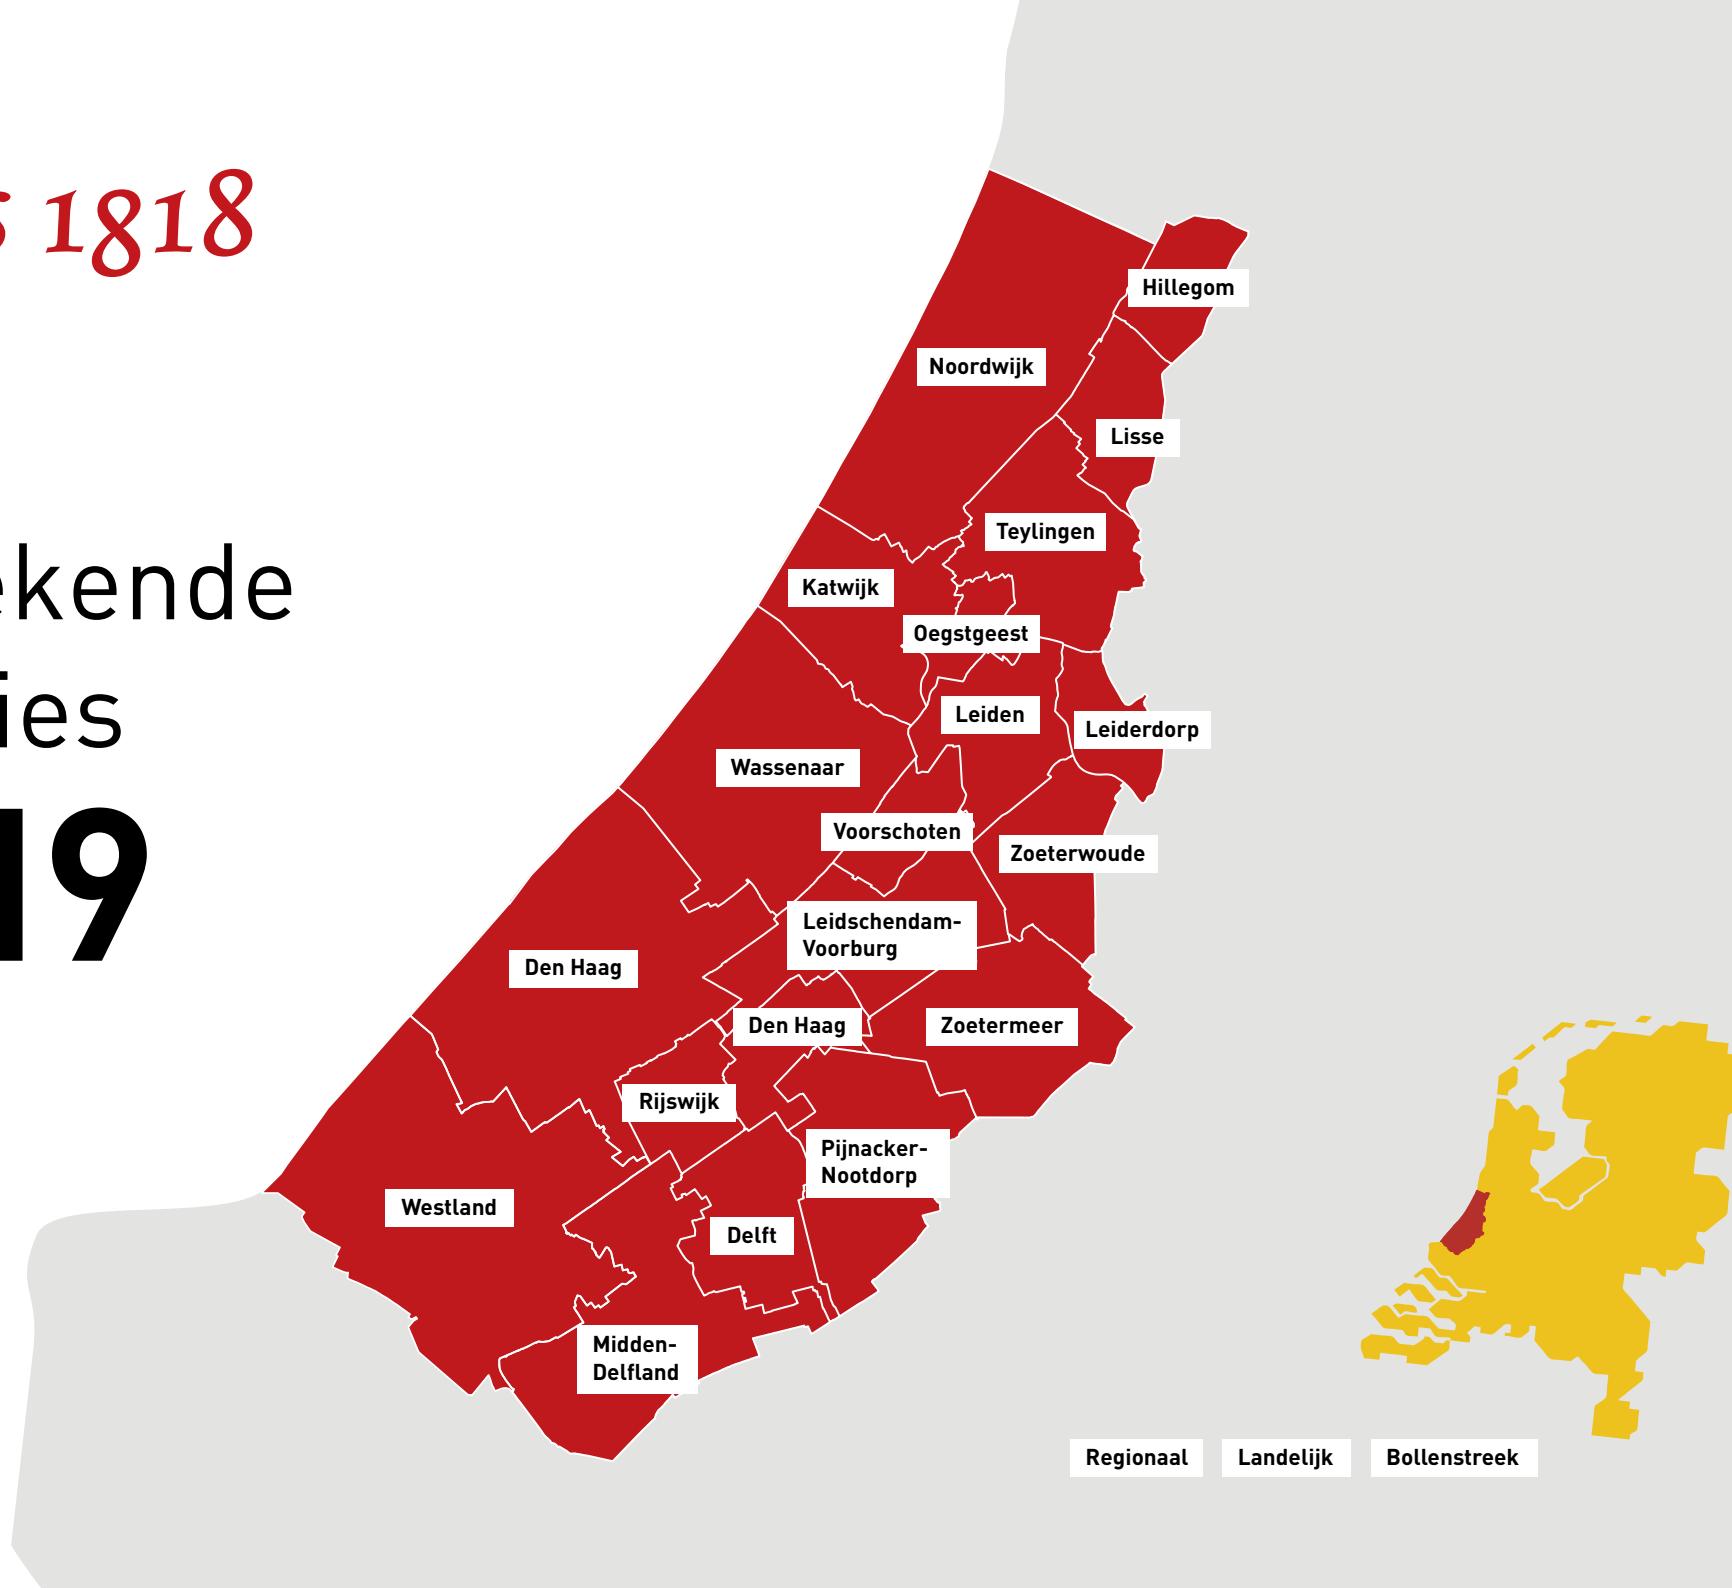 1818
ekende
ies
19
Hillegom
Noordwijk
Lisse
Teylingen
Katwijk
Oegstgeest
Leiden
Leiderdorp
Wassenaar
Voorschoten
Zoeterwoude
Leidschendam-
Voorburg
Den Haag
Den Haag
Zoetermeer
Rijswijk
Pijnacker-
Nootdorp
Westland
Delft
Midden-
Delfland
Regionaal
Landelijk
Bollenstreek